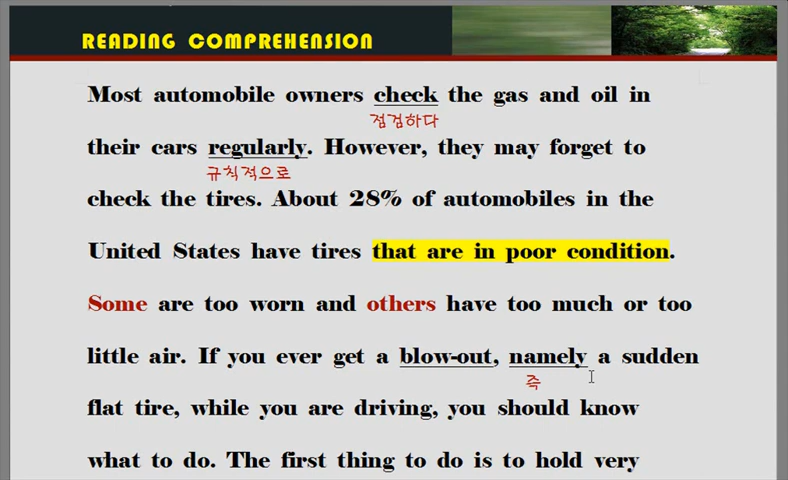 READING COMPREHENSION
Most automobile owners check the gas and oil in
점검하다
their cars regularly. However, they may forget to
규칙적으로
check the tires. About 28% of automobiles in the
United States have tires that are in poor condition.
Some are too worn and others have too much or too
little air. If you ever get a blow-out, namely a sudden
즉
flat tire, while you are driving, you should know
what to do. The first thing to do is to hold very